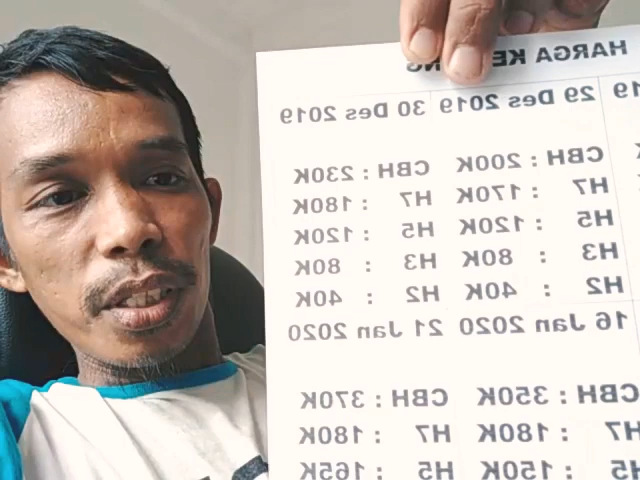 HARGA
29 Des 2019 30 Des 2019
CBH : 200K CBH : 230K
H7 : 170K H7 : 180K
H5 : 120K H5 : 120K
H3 : 80K H3 : 80K
H2 : 40K H2 : 40K
16 Jan 2020 21 Jan 2020
CBH : 350K CBH : 370K
H7 : 180K H7 : 180K
H5 : 150K H5 : 165K